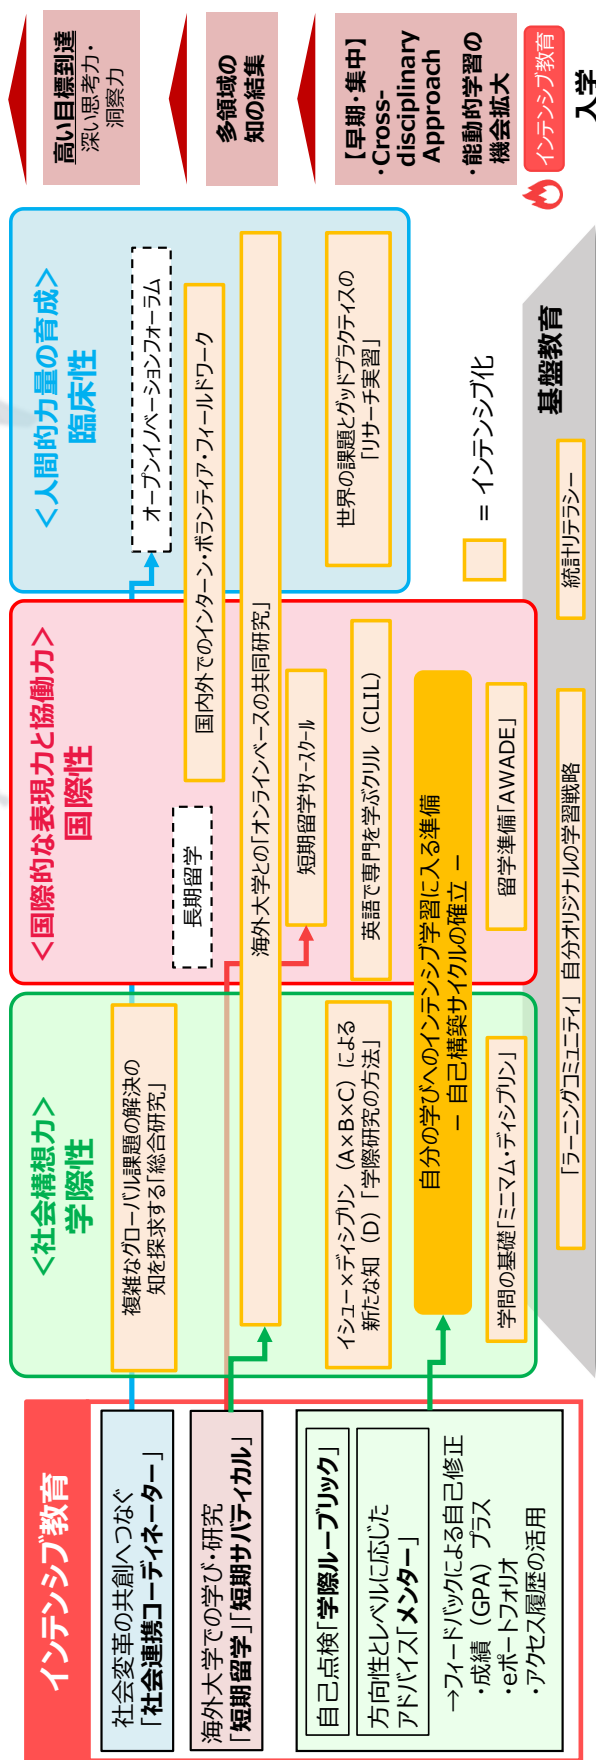 インテンシブ教育
社会変革の共創へつなぐ
「社会連携コーディネーター」
海外大学での学び・研究
「短期留学」「短期サバティカル」
自己点検「学際ルーブリック」
方向性とレベルに応じた
アドバイス「メンター」
→フィードバックによる自己修正
・成績（GPA）プラス
・eポートフォリオ
・アクセス履歴の活用
＜社会構想力＞
学際性
複雑なグローバル課題の解決の
知を探求する「総合研究」
イシュー×ディシプリン（A×B×C）による
新たな知（D）「学際研究の方法」
学問の基礎「ミニマム・ディシプリン」
＜国際的な表現力と協働力＞
国際性
長期留学
国内外でのインターン・ボランティア・フィールドワーク
海外大学との「オンラインベースの共同研究」
短期留学サマースクール
英語で専門を学ぶクリル（CLIL）
自分の学びへのインテンシブ学習に入る準備
－ 自己構築サイクルの確立 －
留学準備「AWADE」
＜人間的力量の育成＞
臨床性
オープンイノベーションフォーラム
世界の課題とグッドプラクティスの
「リサーチ実習」
= インテンシブ化
基盤教育
「ラーニングコミュニティ」 自分オリジナルの学習戦略
統計リテラシー
高い目標到達
深い思考力・
洞察力
多領域の
知の結集
【早期・集中】
・Cross-
disciplinary
Approach
・能動的学習の
機会拡大
インテンシブ教育
入学